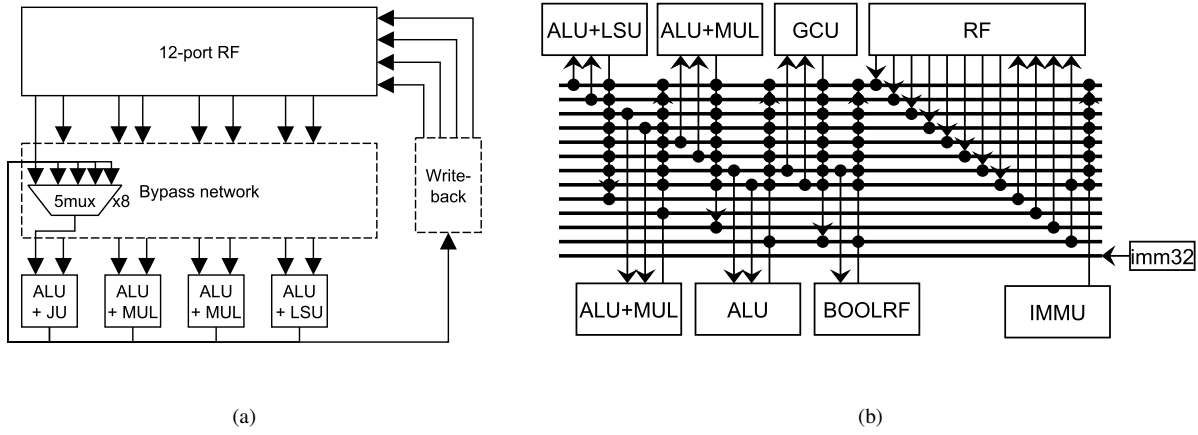 12-port RF
Bypass network
5mux
x8
Write-
back
ALU
+ JU
ALU
+ MUL
ALU
+ MUL
ALU
+ LSU
(a)
ALU+LSU
ALU+MUL
GCU
RF
imm32
ALU+MUL
ALU
BOOLRF
IMMU
(b)